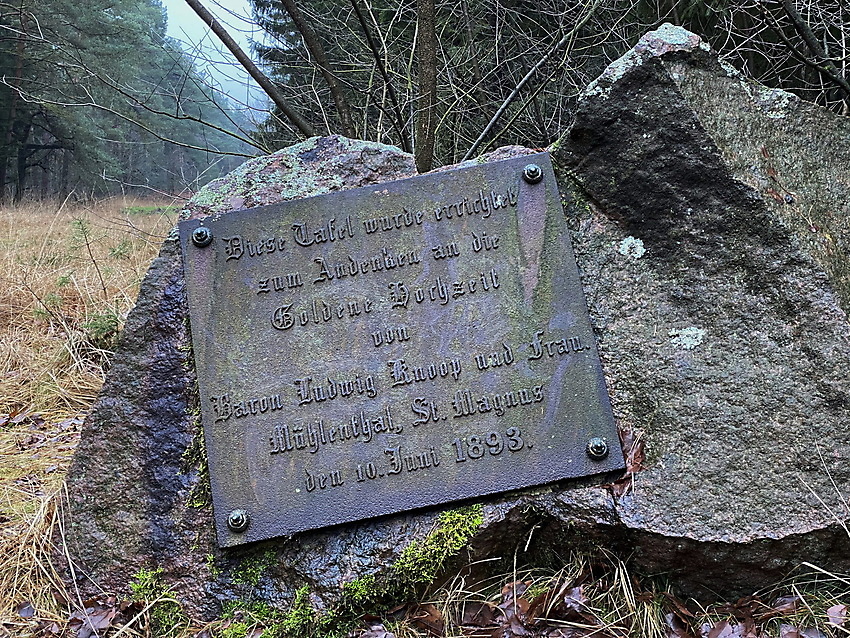 Diese Tafel wurde errichtet
zum Andenken an die
Goldene Hochzeit
von
Baron Ludwig Knoop und Frau.
Mühlenthal, St. Magnus
den 10. Juni 1893.